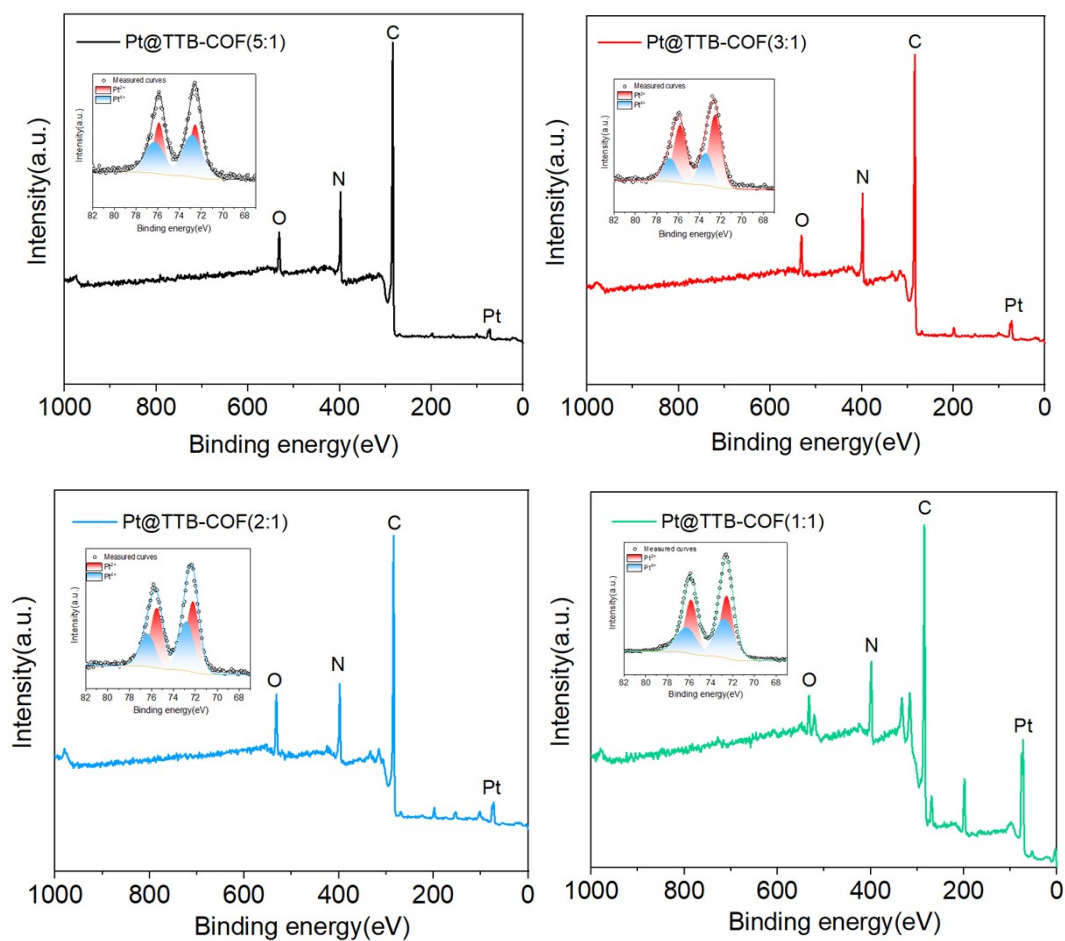 Pt@TTB-COF(5:1)
C
Measured curves
Pt2+
Pt4+
Intensity(a.u.)
82 80 78 76 74 72 70 68 66
Binding energy(eV)
N
O
Pt
Intensity(a.u.)
1000 800 600 400 200 0
Binding energy(eV)
Pt@TTB-COF(3:1)
C
Measured curves
Pt2+
Pt4+
Intensity(a.u.)
82 80 78 76 74 72 70 68
Binding energy(eV)
N
O
Pt
Intensity(a.u.)
1000 800 600 400 200 0
Binding energy(eV)
Pt@TTB-COF(2:1)
C
Measured curves
Pt2+
Pt4+
Intensity(a.u.)
82 80 78 76 74 72 70 68
Binding energy(eV)
N
O
Pt
Intensity(a.u.)
1000 800 600 400 200 0
Binding energy(eV)
Pt@TTB-COF(1:1)
C
Measured curves
Pt2+
Pt4+
Intensity(a.u.)
82 80 78 76 74 72 70 68
Binding energy(eV)
N
O
Pt
Intensity(a.u.)
1000 800 600 400 200 0
Binding energy(eV)